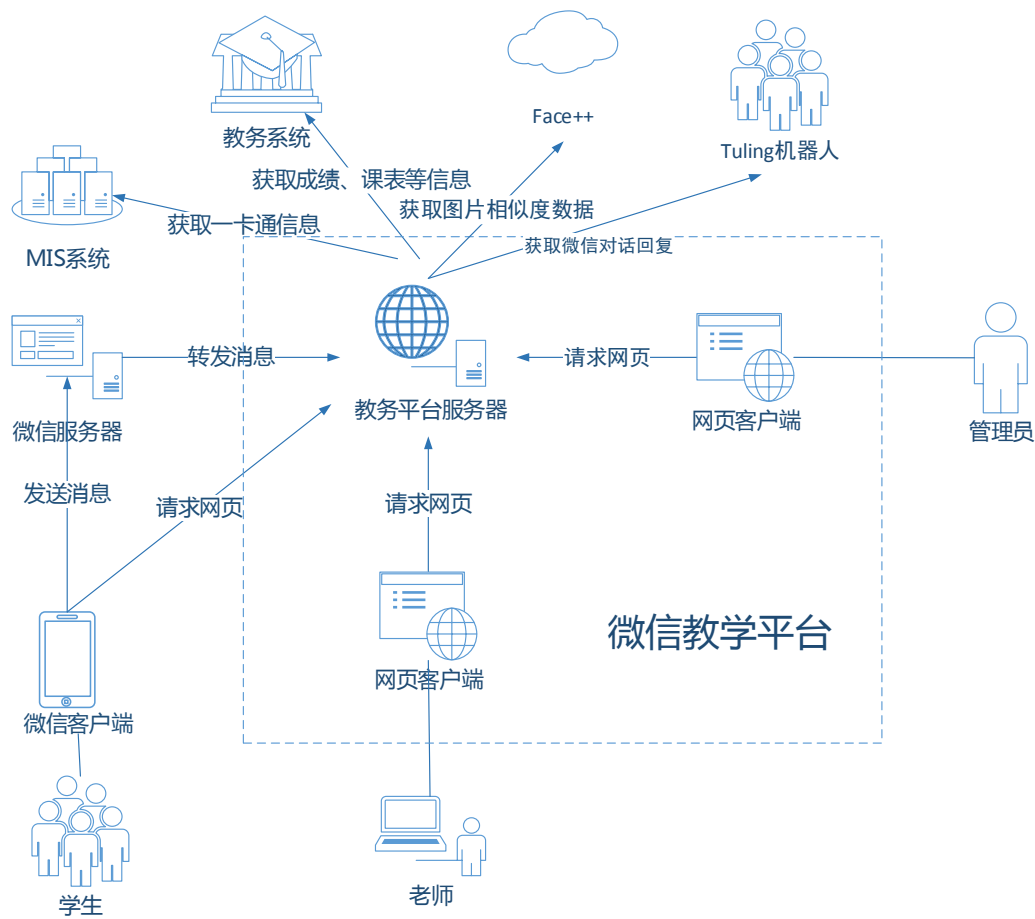 教务系统
Face++
Tuling机器人
获取成绩、课表等信息
获取图片相似度数据
获取一卡通信息
获取微信对话回复
MIS系统
转发消息
请求网页
教务平台服务器
网页客户端
微信服务器
管理员
发送消息
请求网页
请求网页
微信教学平台
网页客户端
微信客户端
老师
学生